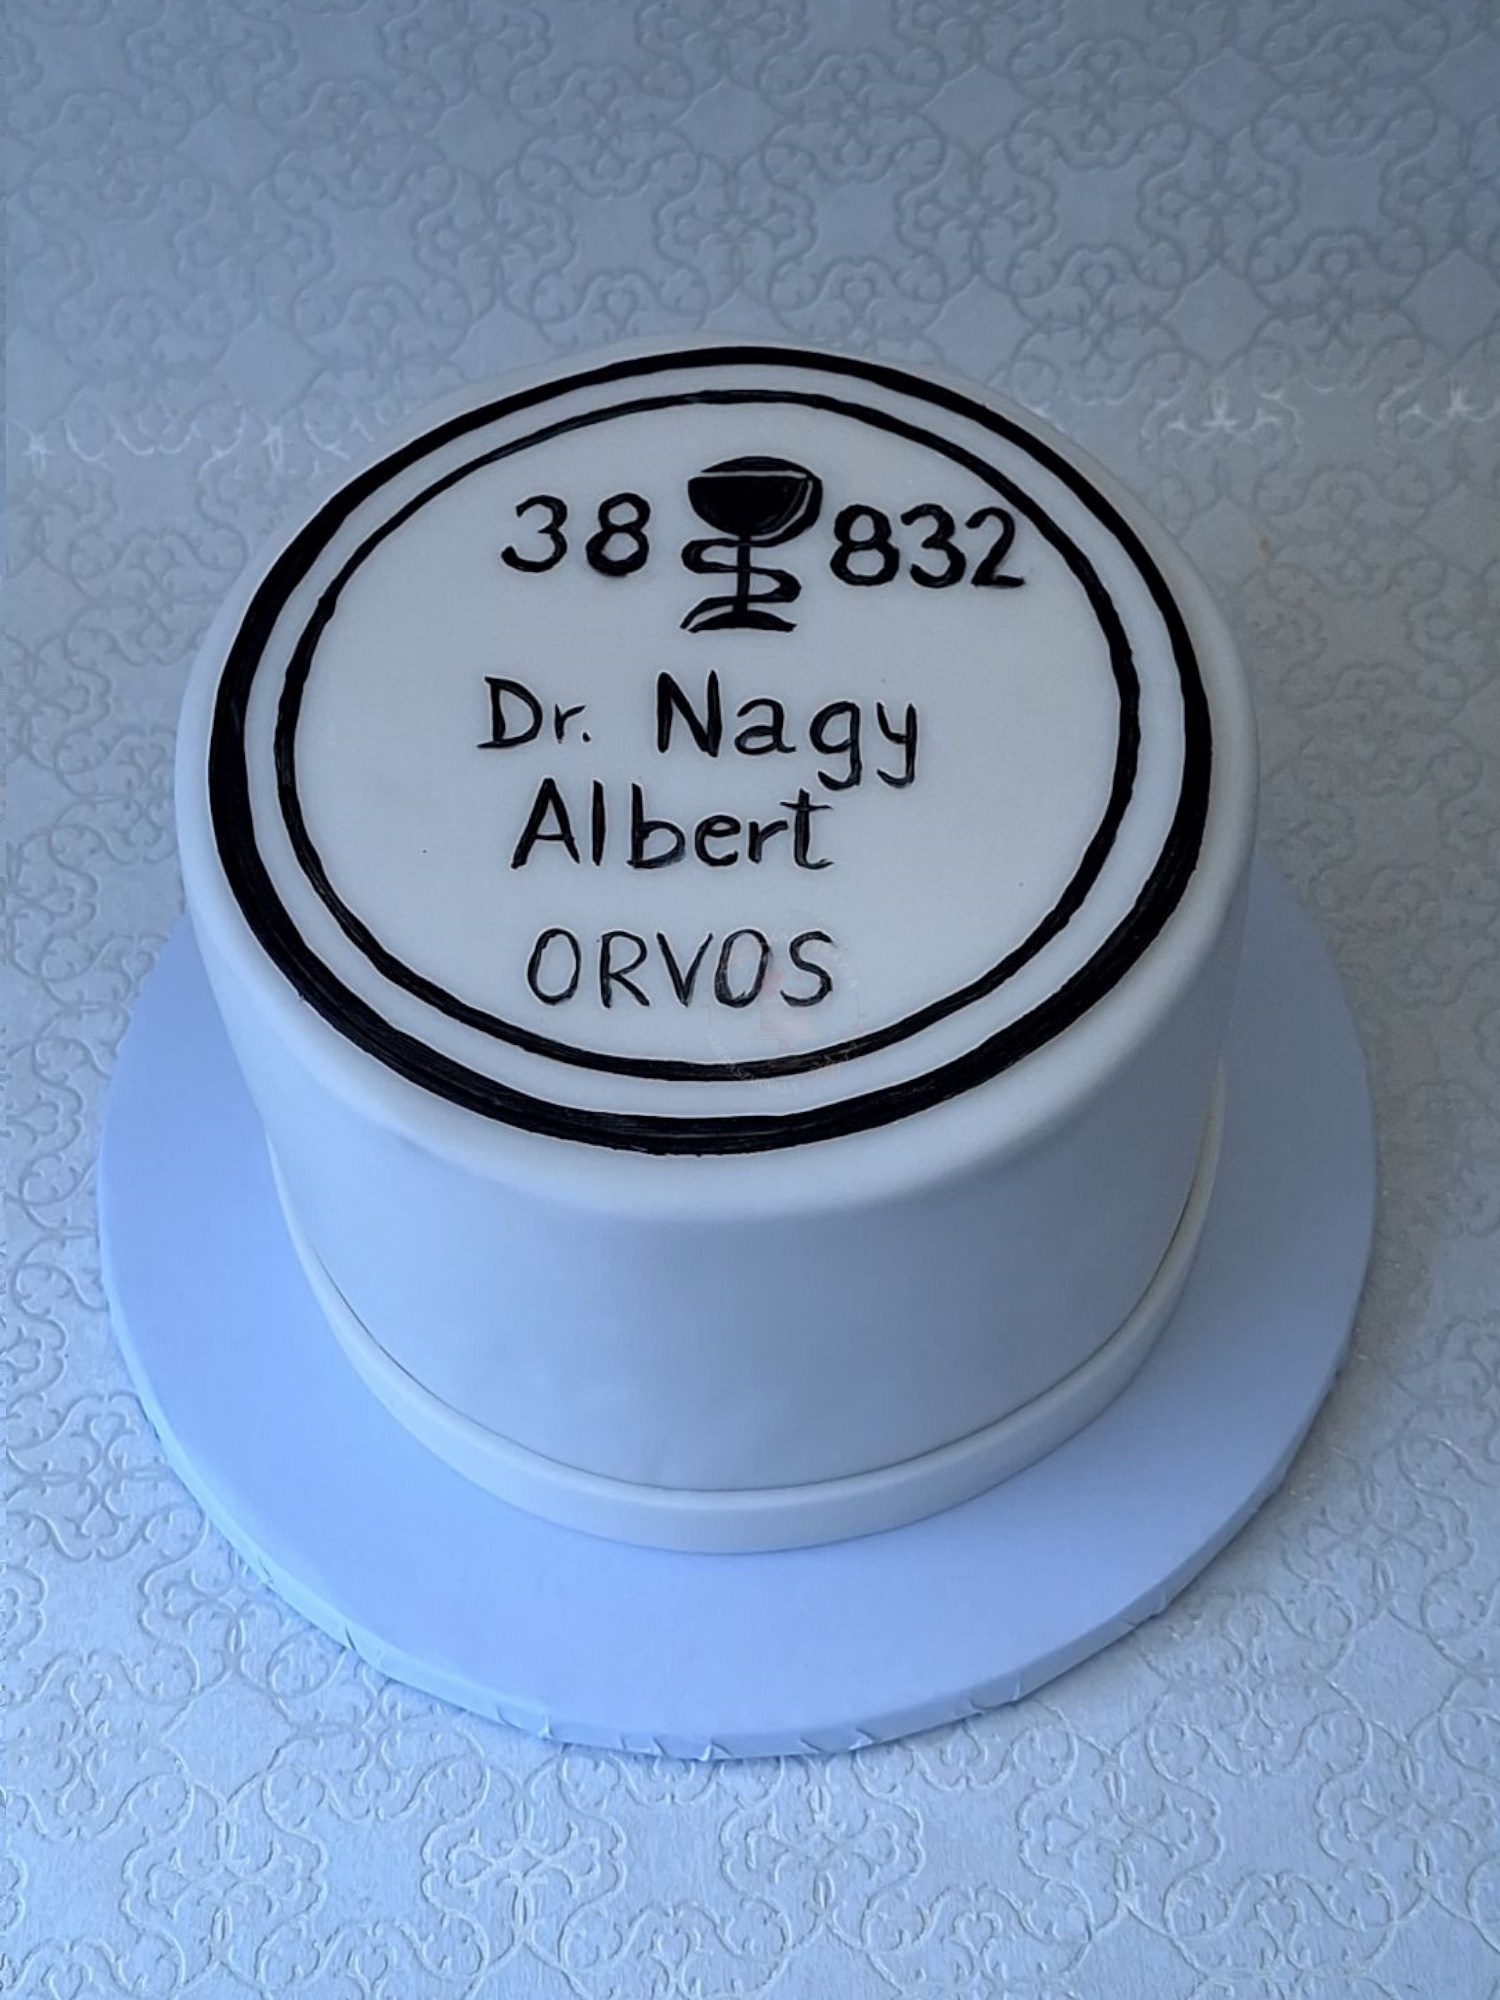 38 832
Dr. Nagy
Albert
ORVOS